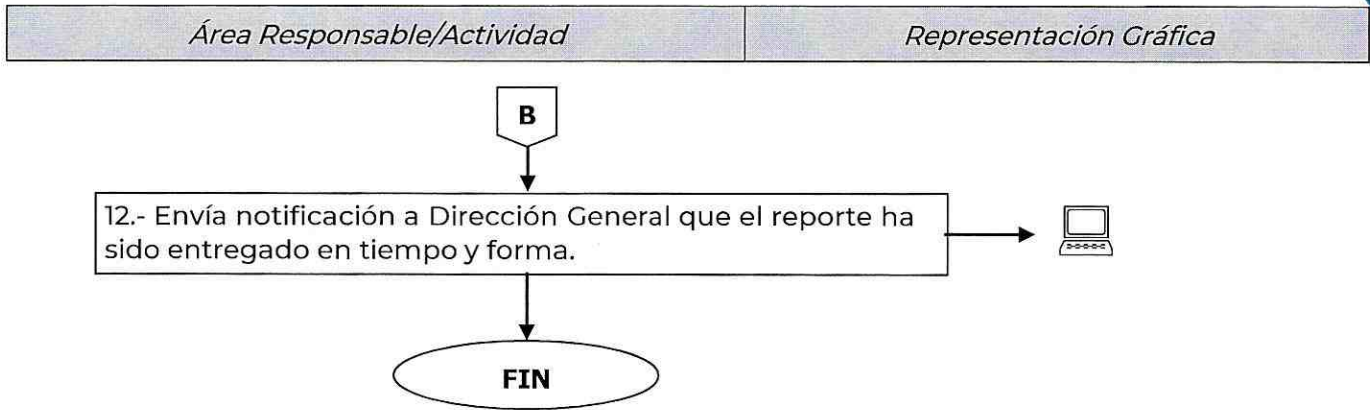 Área Responsable/Actividad
Representación Gráfica
B
12.- Envía notificación a Dirección General que el reporte ha
sido entregado en tiempo y forma.
FIN